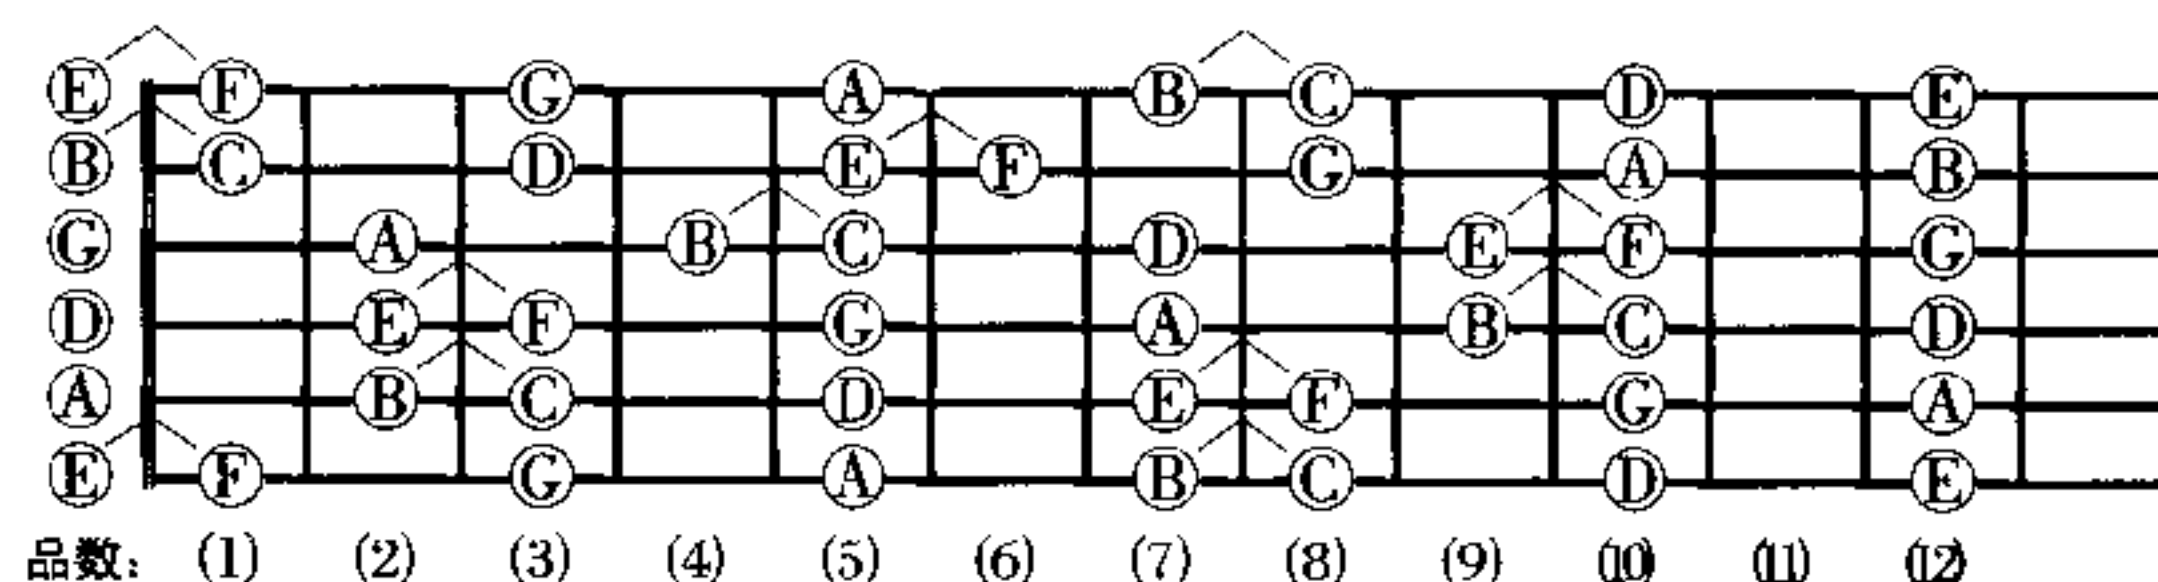 E F G A B C D E
B C D E F G A B
G A B C D E F G
D E F G A B C D
A B C D E F G A
E F G A B C D E
品数: (1) (2) (3) (4) (5) (6) (7) (8) (9) (10) (11) (12)